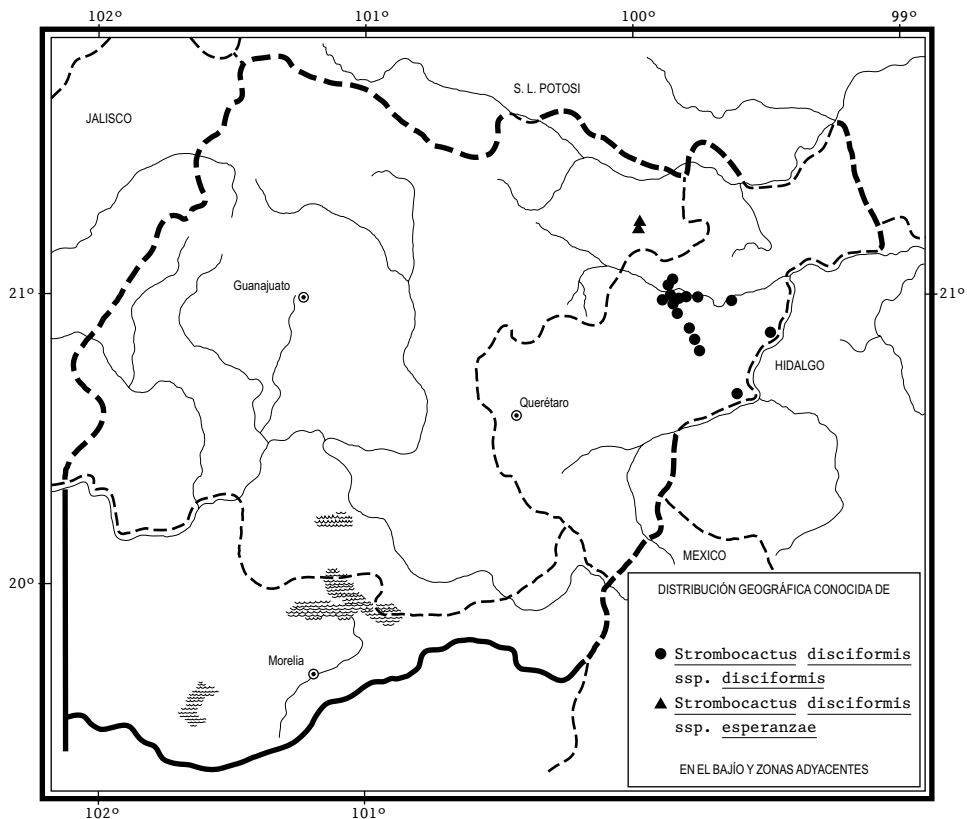 102º 101º 100º 99º
S. L. POTOSI
JALISCO
Guanajuato
21º 21º
HIDALGO
Querétaro
MEXICO
20º
DISTRIBUCIÓN GEOGRÁFICA CONOCIDA DE
Strombocactus disciformis
ssp. disciformis
Strombocactus disciformis
ssp. esperanzae
EN EL BAJÍO Y ZONAS ADYACENTES
Morelia
102º 101º